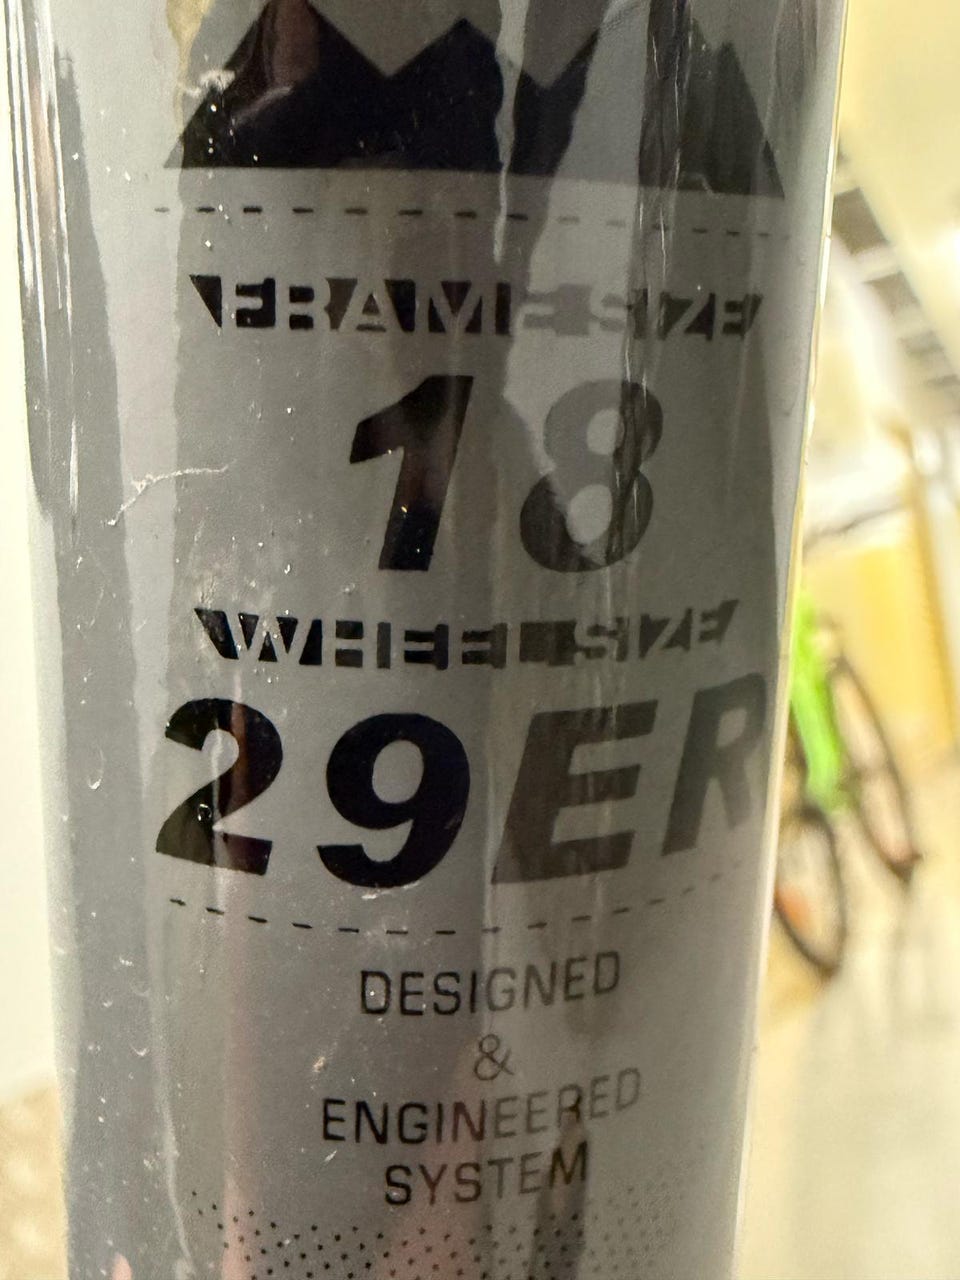 FRAME SIZE
18
WHEEL SIZE
29ER
DESIGNED
&
ENGINEERED
SYSTEM